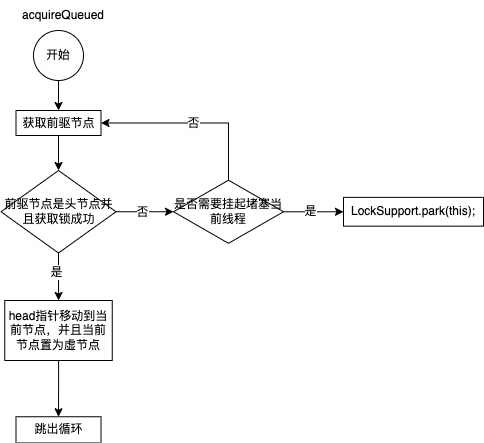 acquireQueued
开始
获取前驱节点
否
前驱节点是头节点并
且获取锁成功
否
是否需要挂起堵塞当
前线程
是
LockSupport.park(this);
是
head指针移动到当
前节点，并且当前
节点置为虚节点
跳出循环